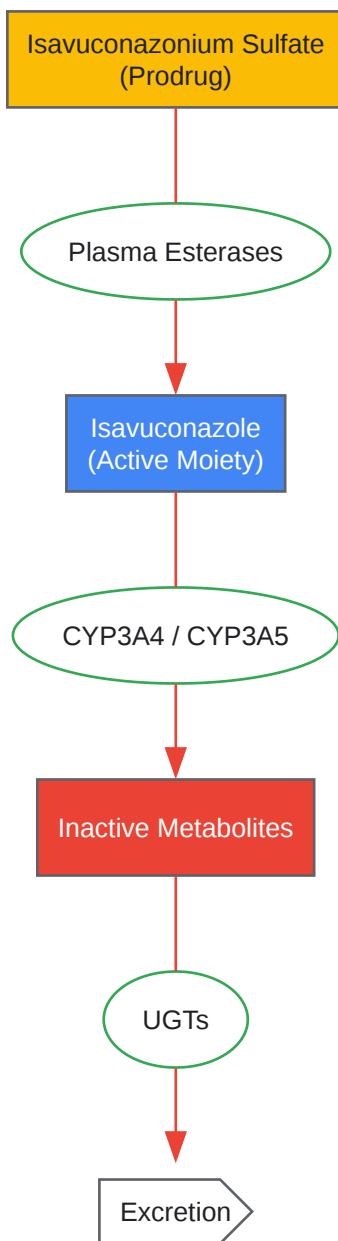 Isavuconazonium Sulfate
(Prodrug)
Plasma Esterases
Isavuconazole
(Active Moiety)
CYP3A4 / CYP3A5
Inactive Metabolites
UGTs
Excretion